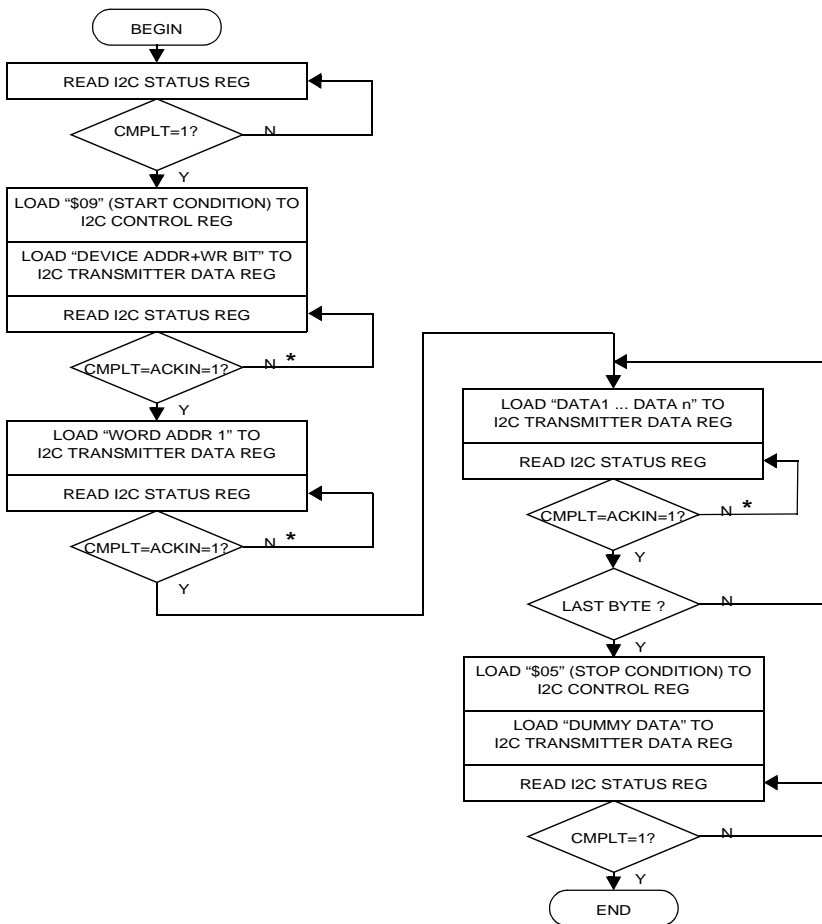 BEGIN
READ I2C STATUS REG
CMPLT=1?
N
Y
LOAD “$09” (START CONDITION) TO
I2C CONTROL REG
LOAD “DEVICE ADDR+WR BIT” TO
I2C TRANSMITTER DATA REG
READ I2C STATUS REG
CMPLT=ACKIN=1?
N *
Y
LOAD “WORD ADDR 1” TO
I2C TRANSMITTER DATA REG
READ I2C STATUS REG
CMPLT=ACKIN=1?
N *
Y
LOAD “DATA1 ... DATA n” TO
I2C TRANSMITTER DATA REG
READ I2C STATUS REG
CMPLT=ACKIN=1?
N *
Y
LAST BYTE ?
N
Y
LOAD “$05” (STOP CONDITION) TO
I2C CONTROL REG
LOAD “DUMMY DATA” TO
I2C TRANSMITTER DATA REG
READ I2C STATUS REG
CMPLT=1?
N
Y
END